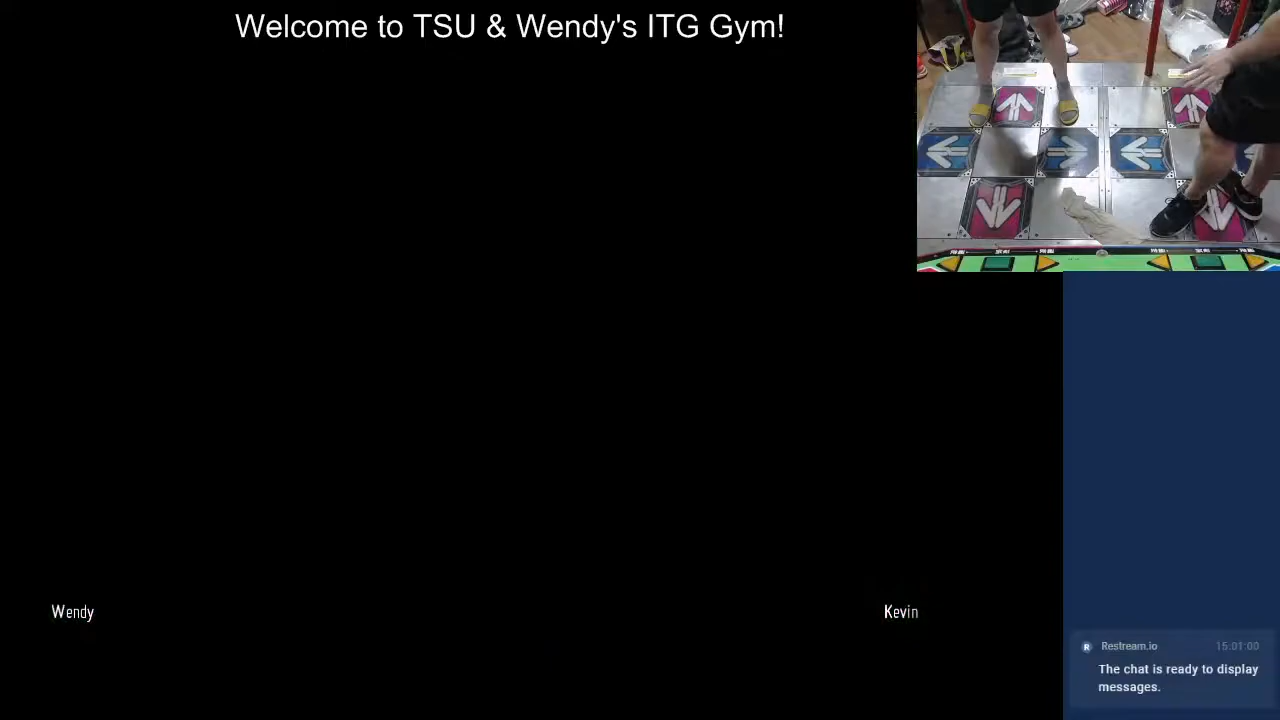 Welcome to TSU & Wendy's ITG Gym!
Wendy
Kevin
Restream.io 15:01:00
The chat is ready to display
messages.